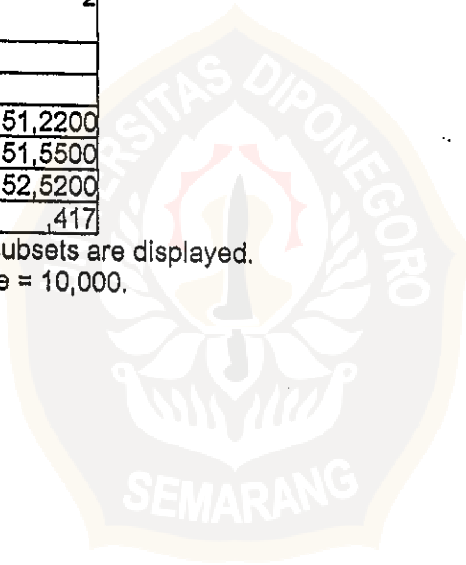 2
51,2200
51,5500
52,5200
,417
ubsets are displayed.
e = 10,000.
UNIVERSITAS DIPONEGORO
SEMARANG